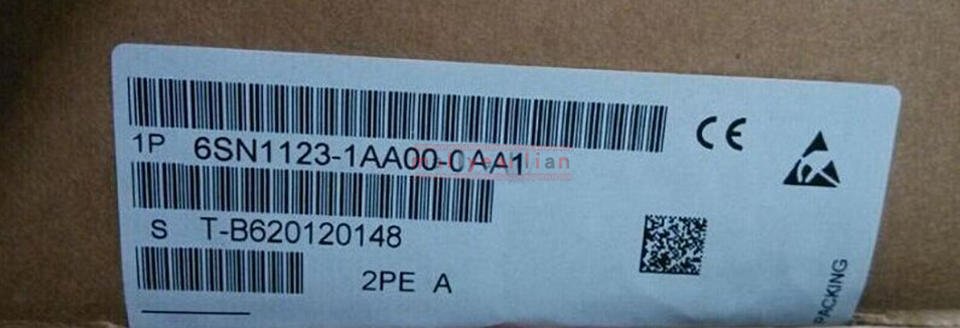 1P 6SN1123-1AA00-0AA1
S T-B620120148
2PE A
CE
PACKING